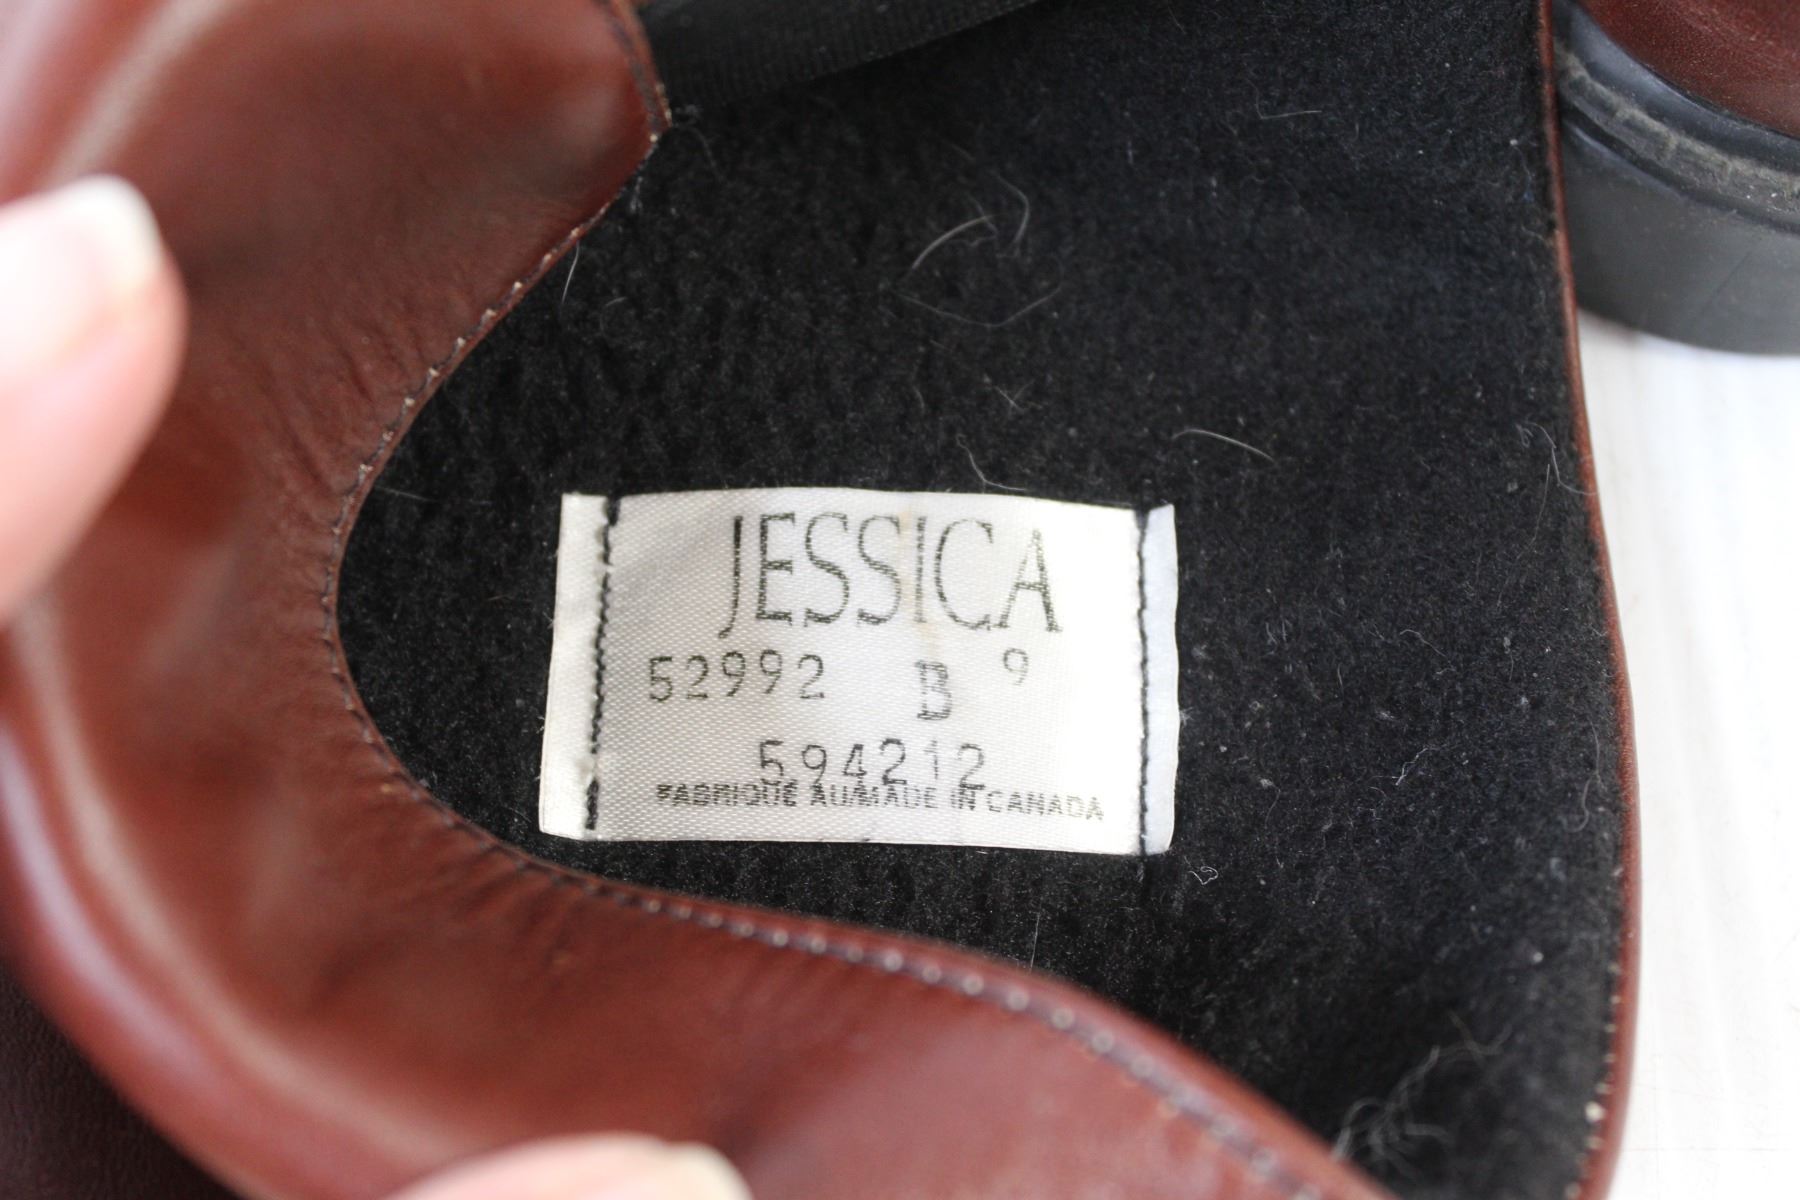 JESSICA
52992 B 9
594212
FABRIQUÉ AU/MADE IN CANADA